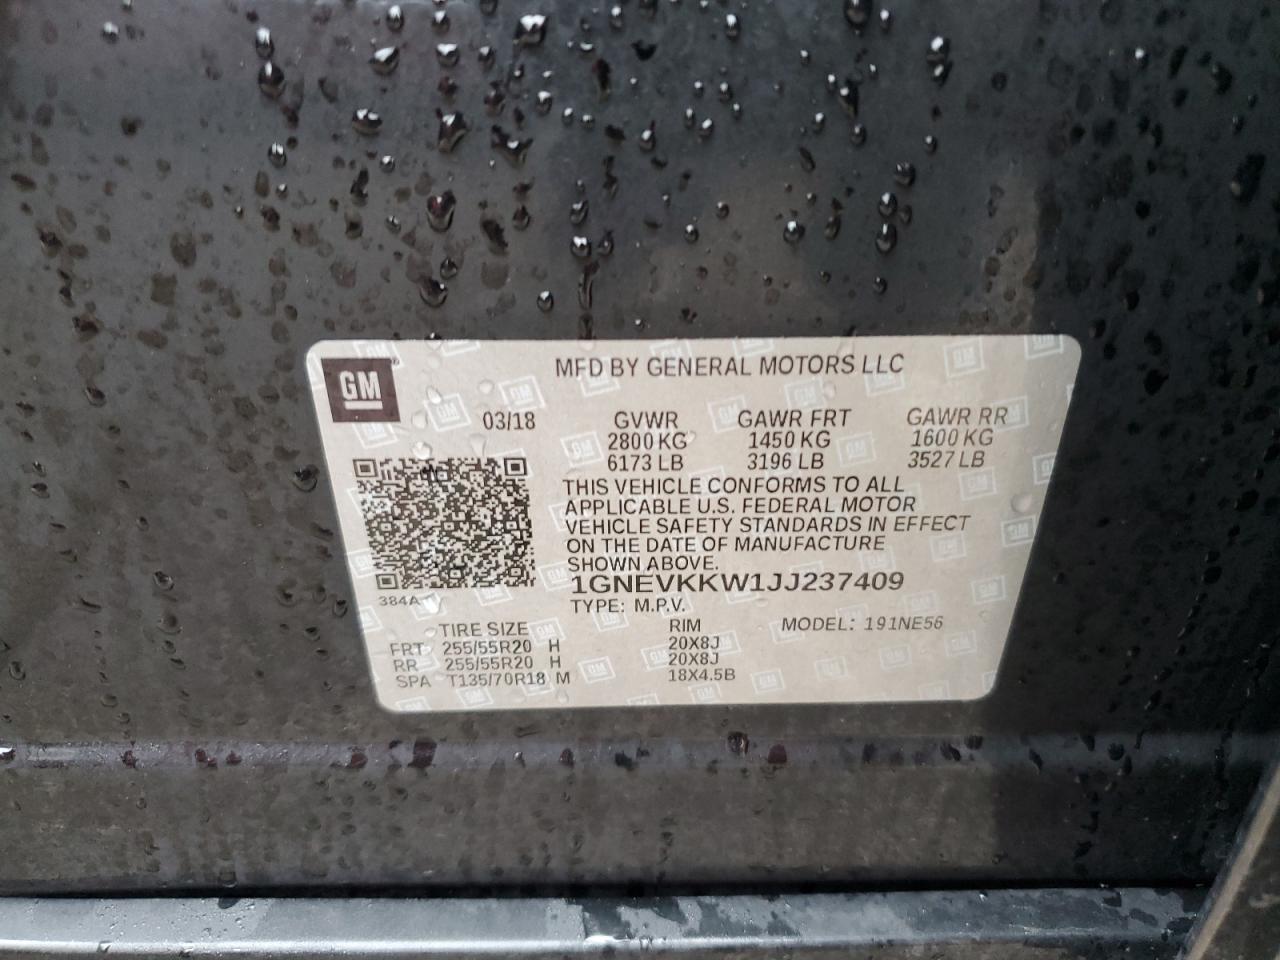 GM
MFD BY GENERAL MOTORS LLC
03/18 GVWR GAWR FRT GAWR RR
2800 KG 1450 KG 1600 KG
6173 LB 3196 LB 3527 LB
THIS VEHICLE CONFORMS TO ALL
APPLICABLE U.S. FEDERAL MOTOR
VEHICLE SAFETY STANDARDS IN EFFECT
ON THE DATE OF MANUFACTURE
SHOWN ABOVE.
1GNEVKKW1JJ237409
384A
TYPE: M.P.V.
MODEL: 191NE56
TIRE SIZE RIM
FRT 255/55R20 H 20X8J
RR 255/55R20 H 20X8J
SPA T135/70R18 M 18X4.5B